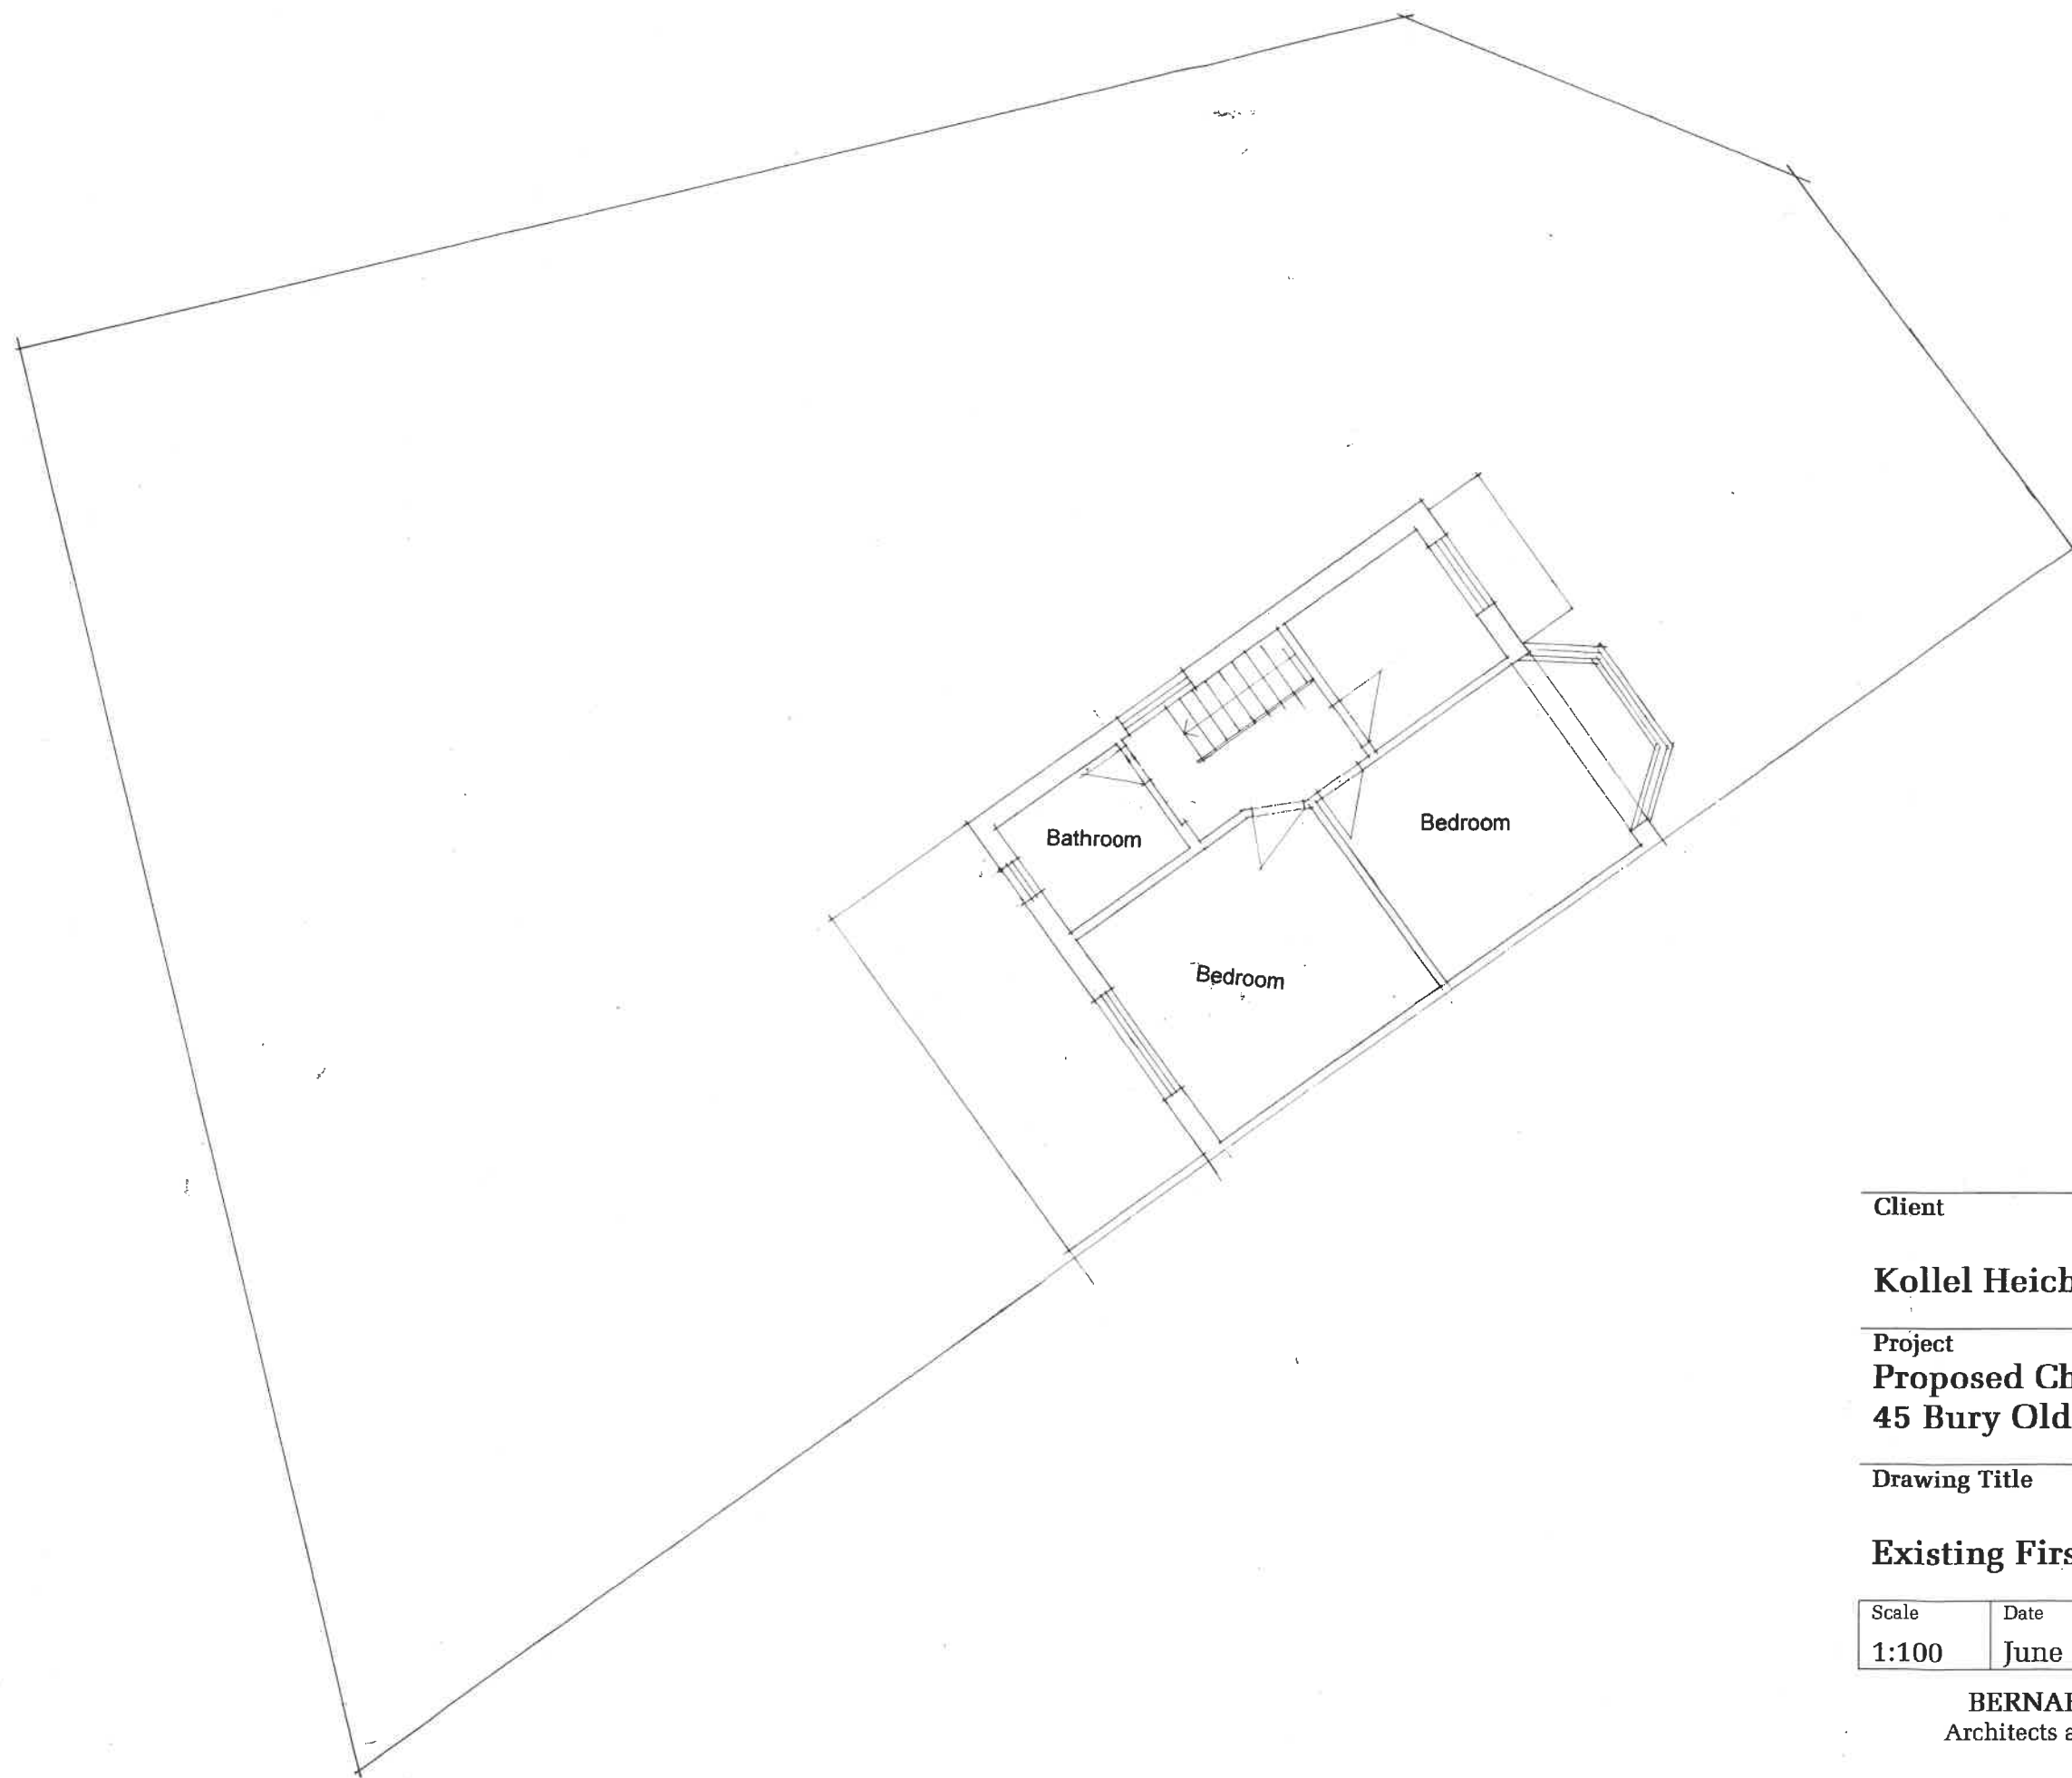 Bathroom
Bedroom
Bedroom
Client
Kollel Heich
Project
Proposed Ch
45 Bury Old
Drawing Title
Existing Firs
Scale
Date
1:100
June
BERNA
Architects a